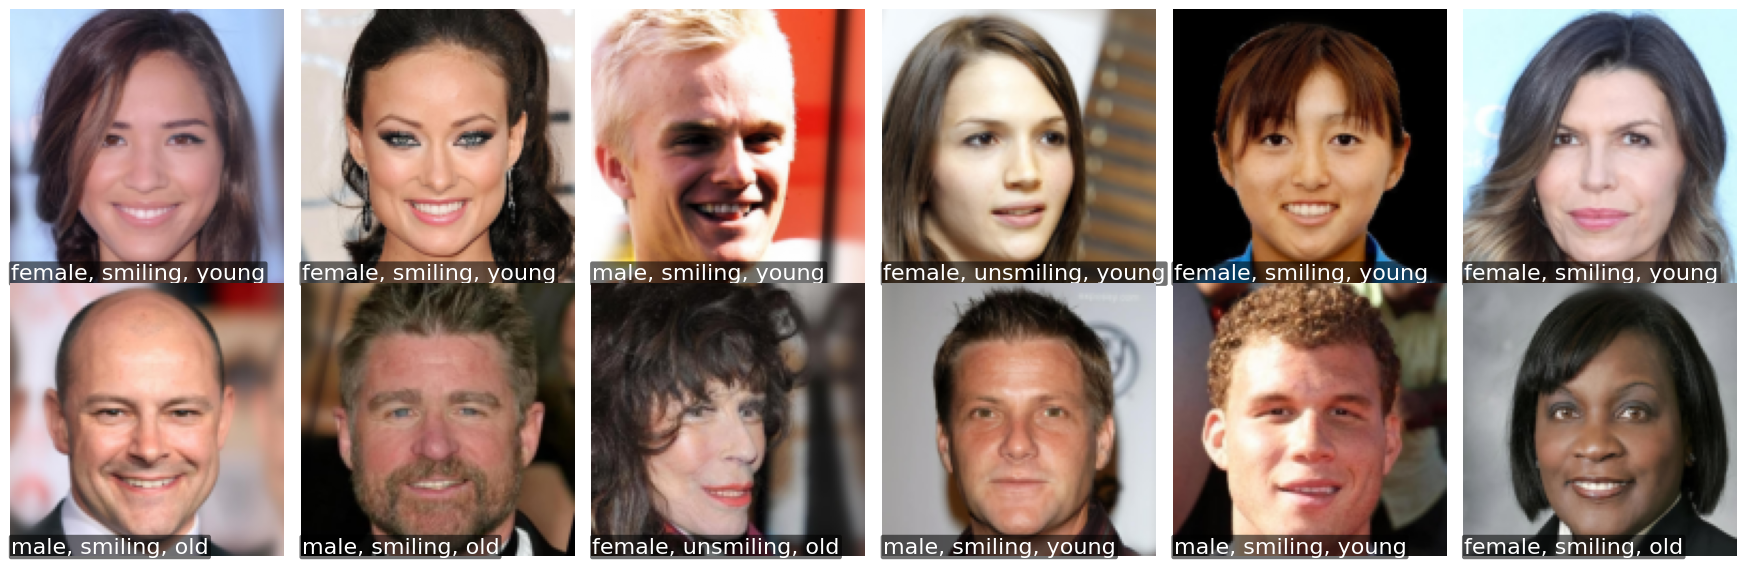 female, smiling, young
female, smiling, young
male, smiling, young
female, unsmiling, young
female, smiling, young
female, smiling, young
male, smiling, old
male, smiling, old
female, unsmiling, old
male, smiling, young
male, smiling, young
female, smiling, old